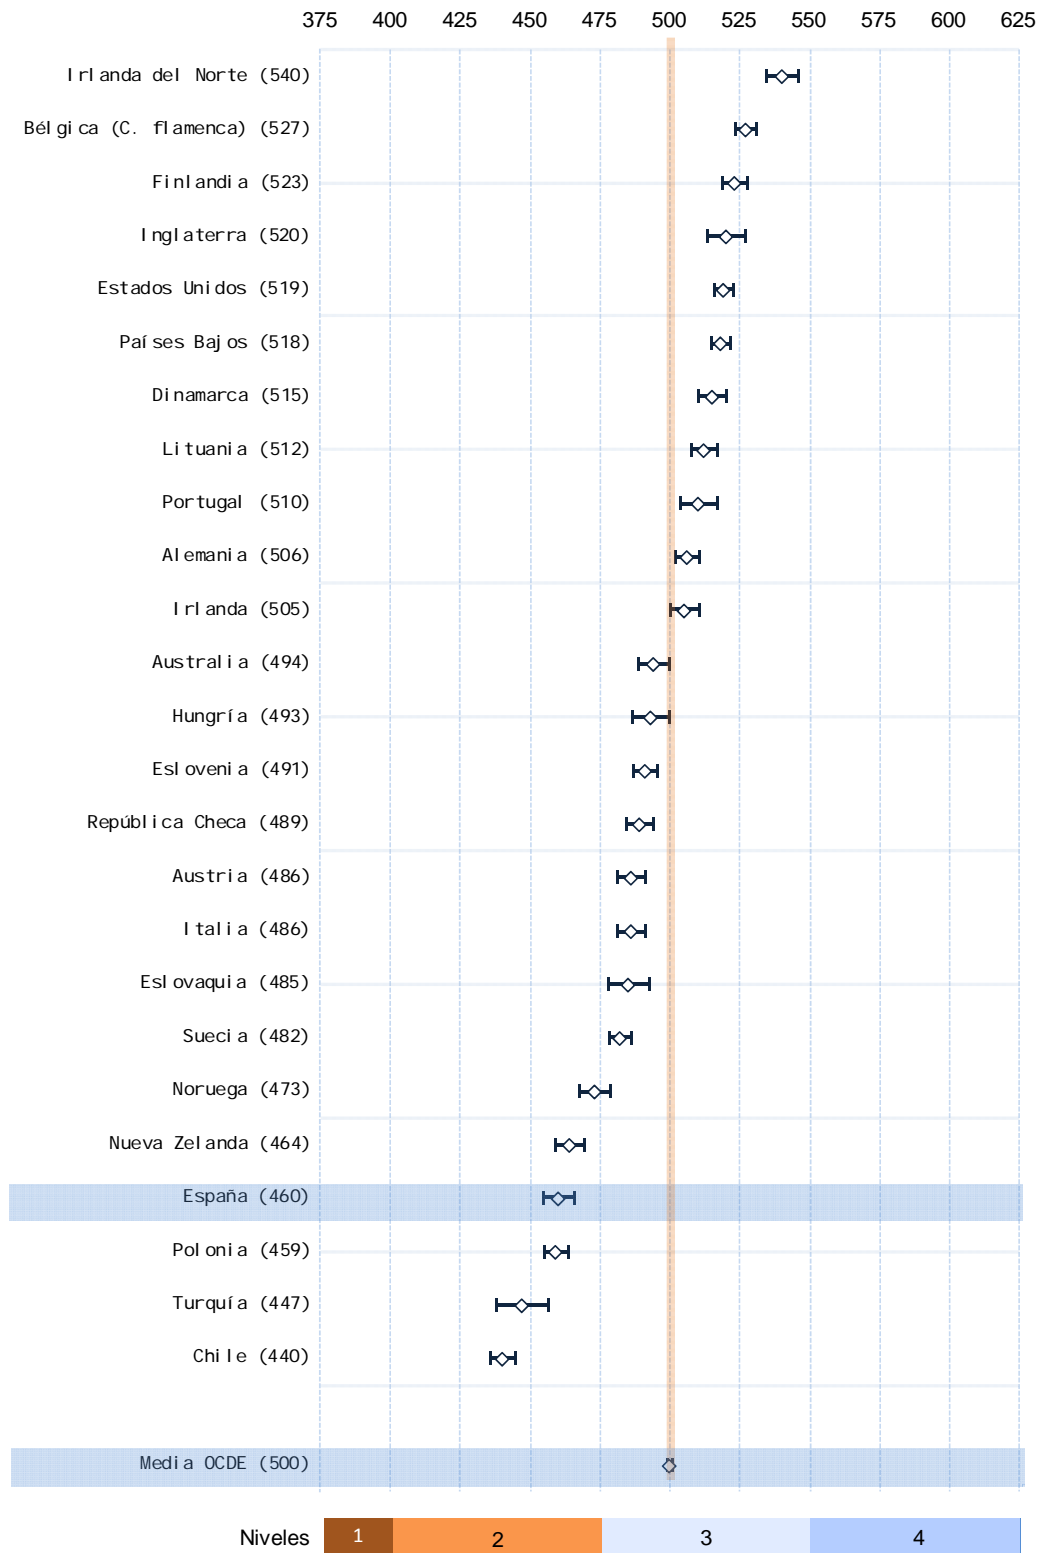 375 400 425 450 475 500 525 550 575 600 625
Irlanda del Norte (540)
Bélgica (C. flamenca) (527)
Finlandia (523)
Inglaterra (520)
Estados Unidos (519)
Países Bajos (518)
Dinamarca (515)
Lituania (512)
Portugal (510)
Alemania (506)
Irlanda (505)
Australia (494)
Hungría (493)
Eslovenia (491)
República Checa (489)
Austria (486)
Italia (486)
Eslovaquia (485)
Suecia (482)
Noruega (473)
Nueva Zelanda (464)
España (460)
Polonia (459)
Turquía (447)
Chile (440)
Media OCDE (500)
Niveles 1 2 3 4